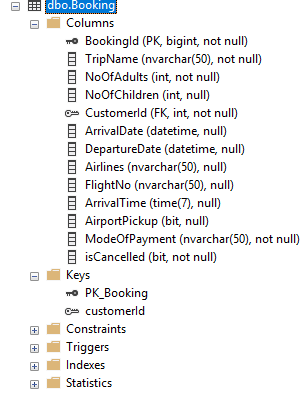 dbo.Booking
Columns
BookingId (PK, bigint, not null)
TripName (nvarchar(50), not null)
NoOfAdults (int, not null)
NoOfChildren (int, null)
CustomerId (FK, int, not null)
ArrivalDate (datetime, null)
DepartureDate (datetime, null)
Airlines (nvarchar(50), null)
FlightNo (nvarchar(50), null)
ArrivalTime (time(7), null)
AirportPickup (bit, null)
ModeOfPayment (nvarchar(50), not null)
isCancelled (bit, not null)
Keys
PK_Booking
customerId
Constraints
Triggers
Indexes
Statistics